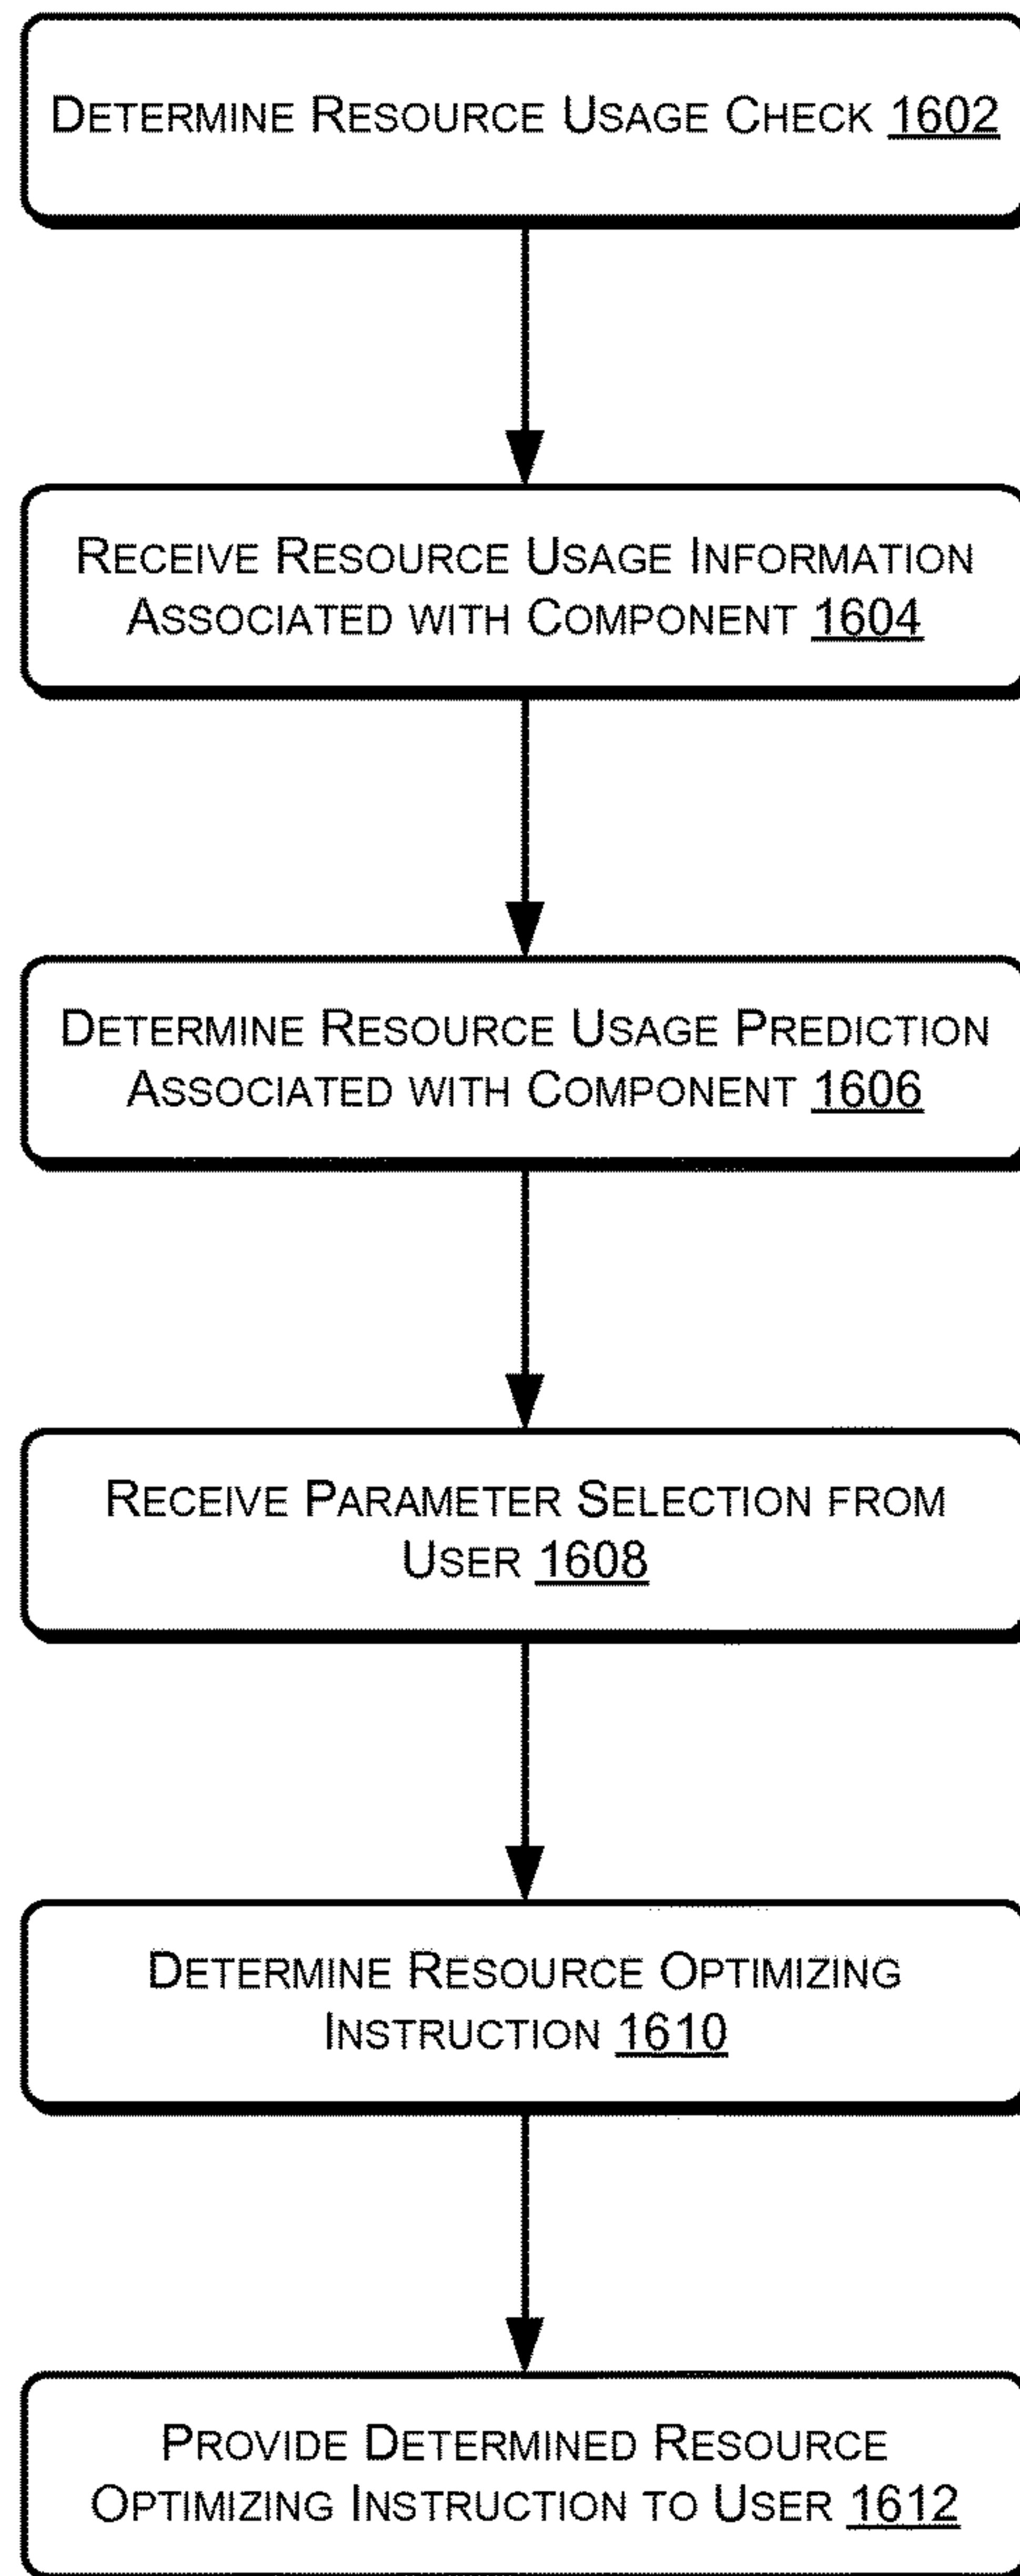 DETERMINE RESOURCE USAGE CHECK 1602
RECEIVE RESOURCE USAGE INFORMATION
ASSOCIATED WITH COMPONENT 1604
DETERMINE RESOURCE USAGE PREDICTION
ASSOCIATED WITH COMPONENT 1606
RECEIVE PARAMETER SELECTION FROM
USER 1608
DETERMINE RESOURCE OPTIMIZING
INSTRUCTION 1610
PROVIDE DETERMINED RESOURCE
OPTIMIZING INSTRUCTION TO USER 1612